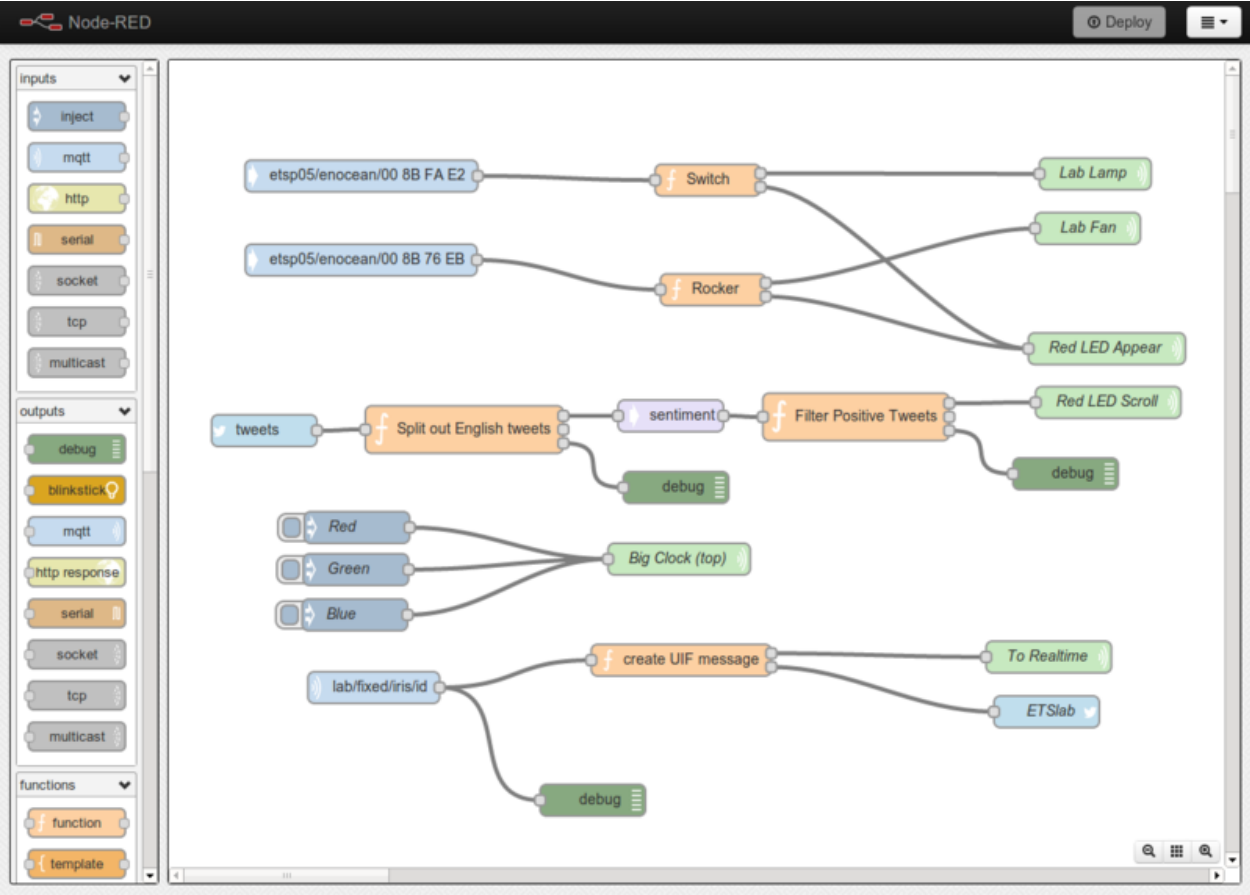 Node-RED
Deploy
inputs
inject
mqtt
http
serial
socket
tcp
multicast
outputs
debug
blinkstick
mqtt
http response
serial
socket
tcp
multicast
functions
function
template
etsp05/enocean/00 8B FA E2
Switch
Lab Lamp
Lab Fan
etsp05/enocean/00 8B 76 EB
Rocker
Red LED Appear
tweets
Split out English tweets
sentiment
Filter Positive Tweets
Red LED Scroll
debug
debug
Red
Green
Blue
Big Clock (top)
lab/fixed/iris/id
create UIF message
To Realtime
ETSlab
debug